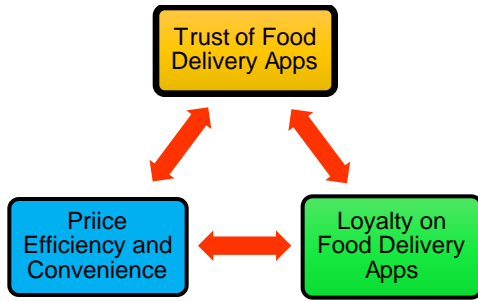 Trust of Food
Delivery Apps
Priice
Efficiency and
Convenience
Loyalty on
Food Delivery
Apps